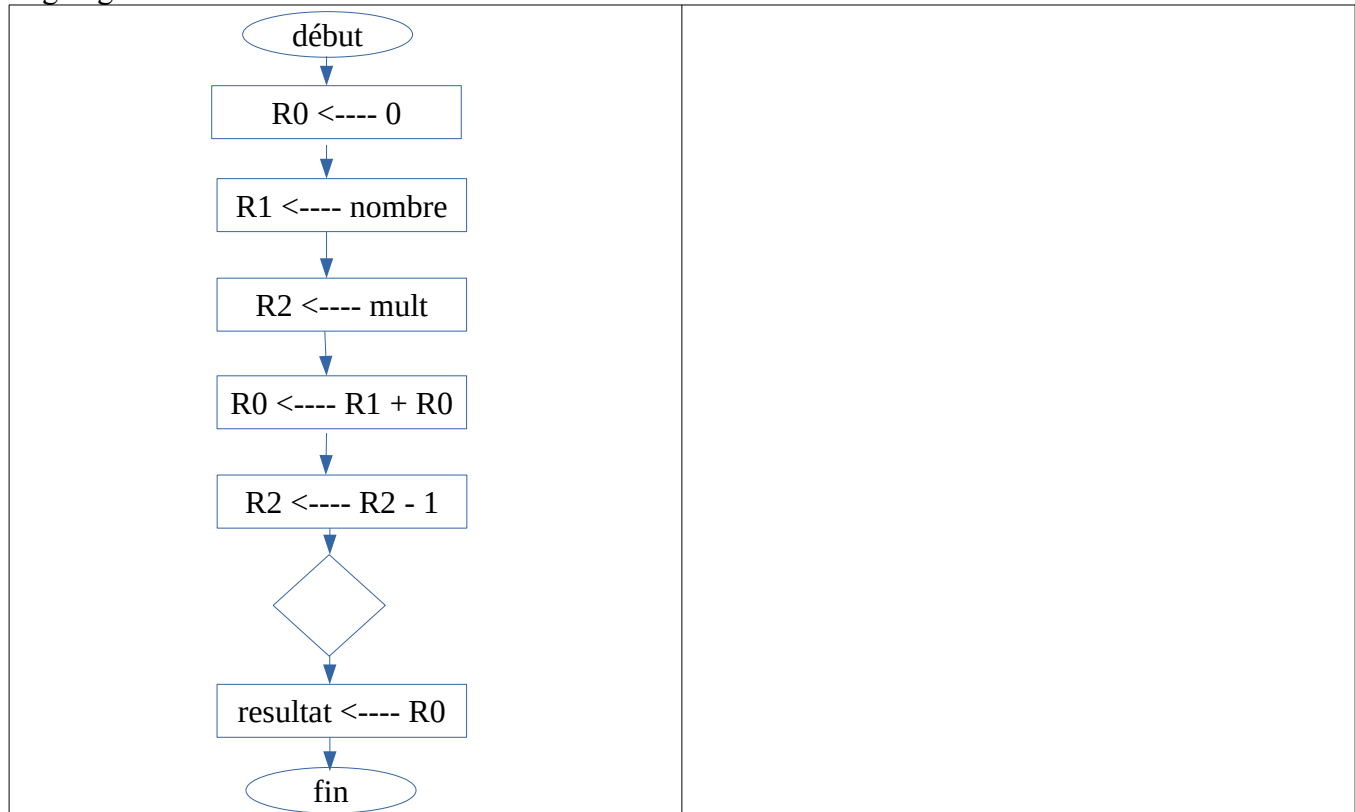 début
R0 <---- 0
R1 <---- nombre
R2 <---- mult
R0 <---- R1 + R0
R2 <---- R2 - 1
resultat <---- R0
fin